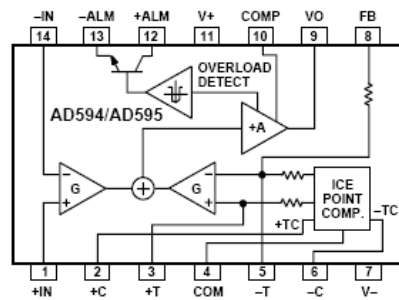 –IN –ALM +ALM V+ COMP VO FB
14 13 12 11 10 9 8
OVERLOAD
DETECT
AD594/AD595
+A
– G + – G +
ICE
POINT
COMP.
–TC
+TC
1 2 3 4 5 6 7
+IN +C +T COM –T –C V–